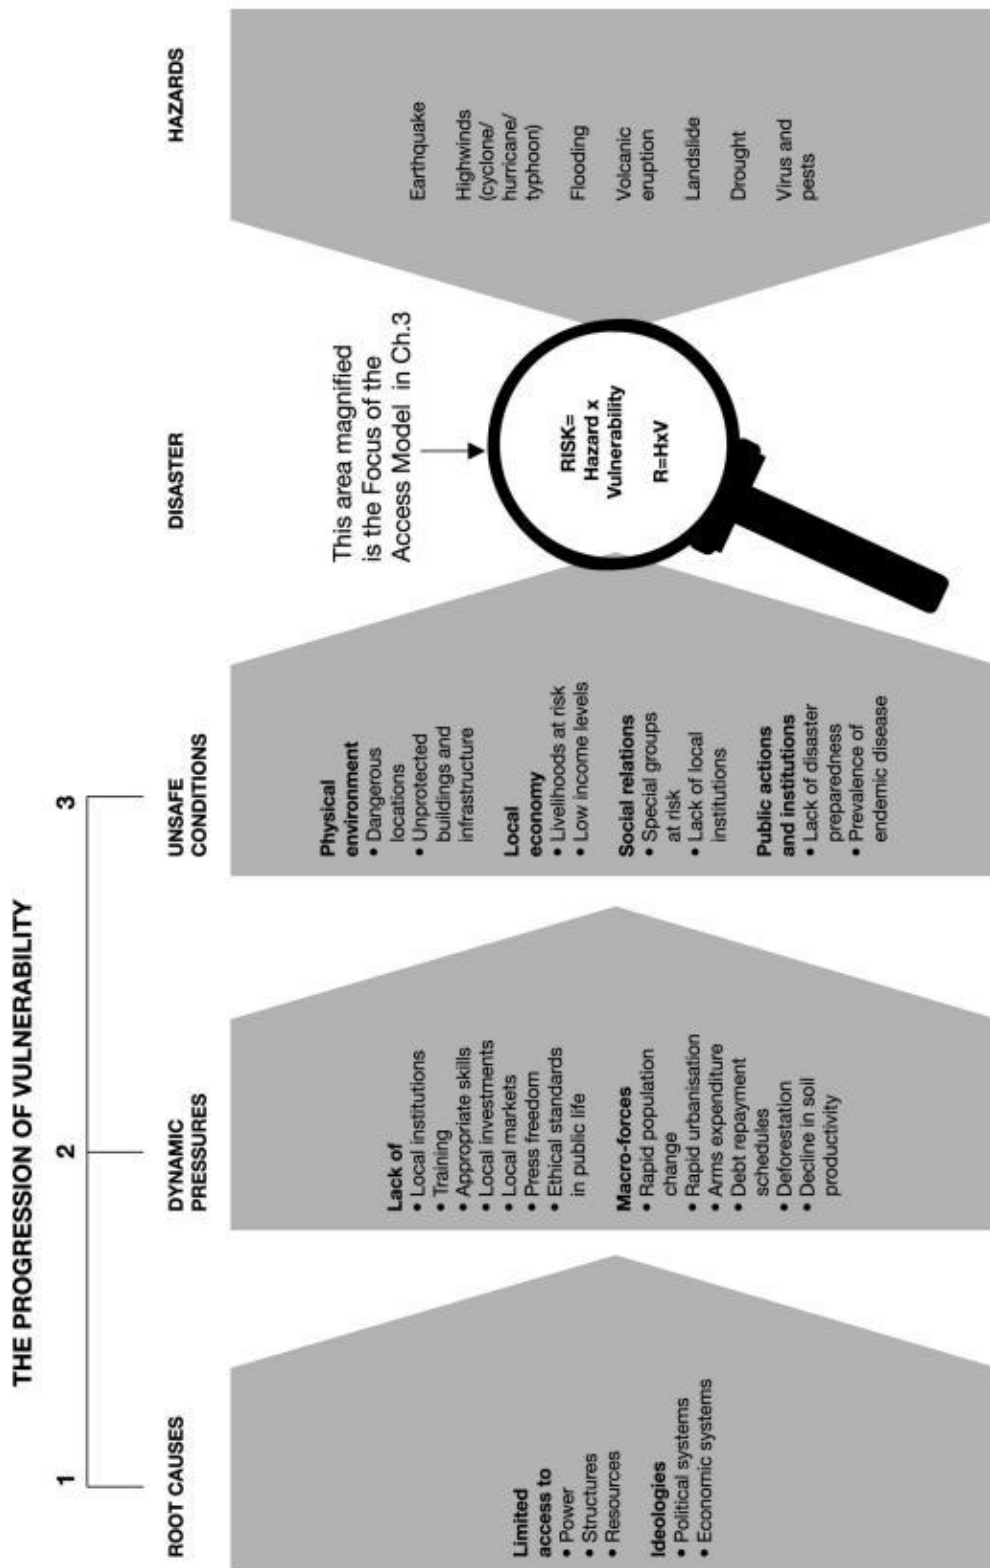 THE PROGRESSION OF VULNERABILITY
1
2
3
ROOT CAUSES
Limited
access to
• Power
• Structures
• Resources
Ideologies
• Political systems
• Economic systems
DYNAMIC
PRESSURES
Lack of
• Local institutions
• Training
• Appropriate skills
• Local investments
• Local markets
• Press freedom
• Ethical standards
in public life
Macro-forces
• Rapid population
change
• Rapid urbanisation
• Arms expenditure
• Debt repayment
schedules
• Deforestation
• Decline in soil
productivity
UNSAFE
CONDITIONS
Physical
environment
• Dangerous
locations
• Unprotected
buildings and
infrastructure
Local
economy
• Livelihoods at risk
• Low income levels
Social relations
• Special groups
at risk
• Lack of local
institutions
Public actions
and institutions
• Lack of disaster
preparedness
• Prevalence of
endemic disease
DISASTER
This area magnified
is the Focus of the
Access Model in Ch.3
RISK=
Hazard x
Vulnerability
R=HxV
HAZARDS
Earthquake
Highwinds
(cyclone/
hurricane/
typhoon)
Flooding
Volcanic
eruption
Landslide
Drought
Virus and
pests